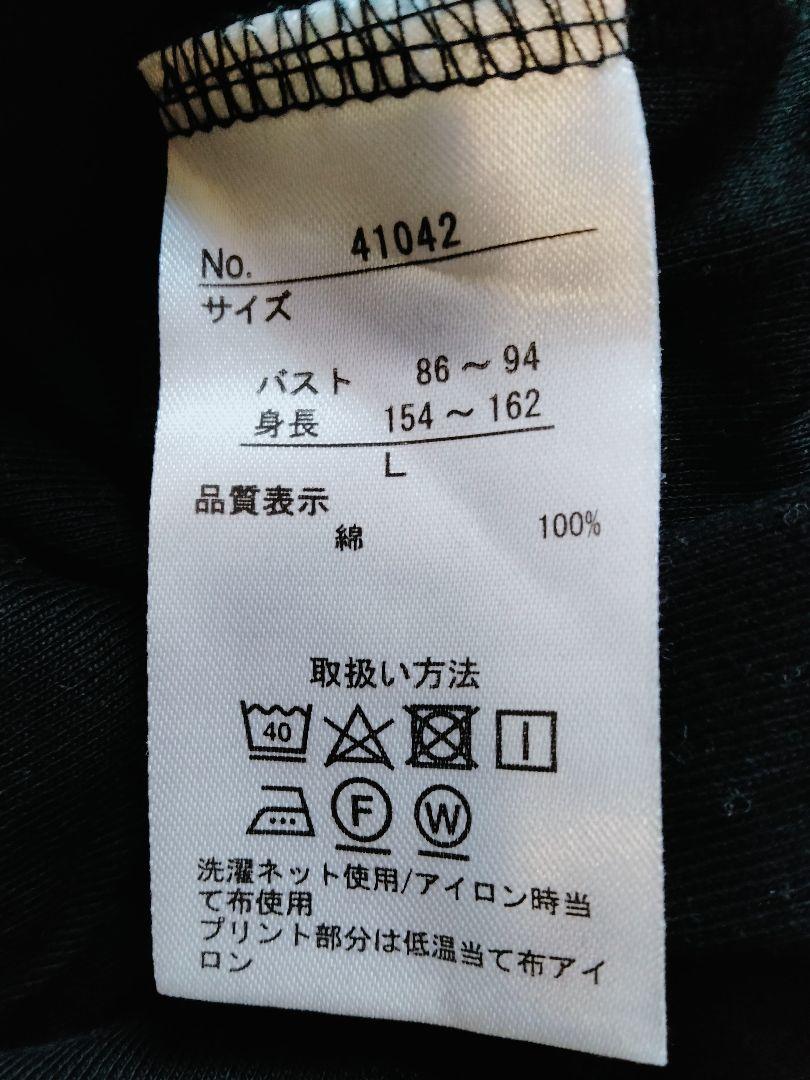 No. 41042
サイズ
バスト 86～94
身長 154～162
L
品質表示
綿 100%
取扱い方法
40
F W
洗濯ネット使用/アイロン時当
て布使用
プリント部分は低温当て布アイ
ロン